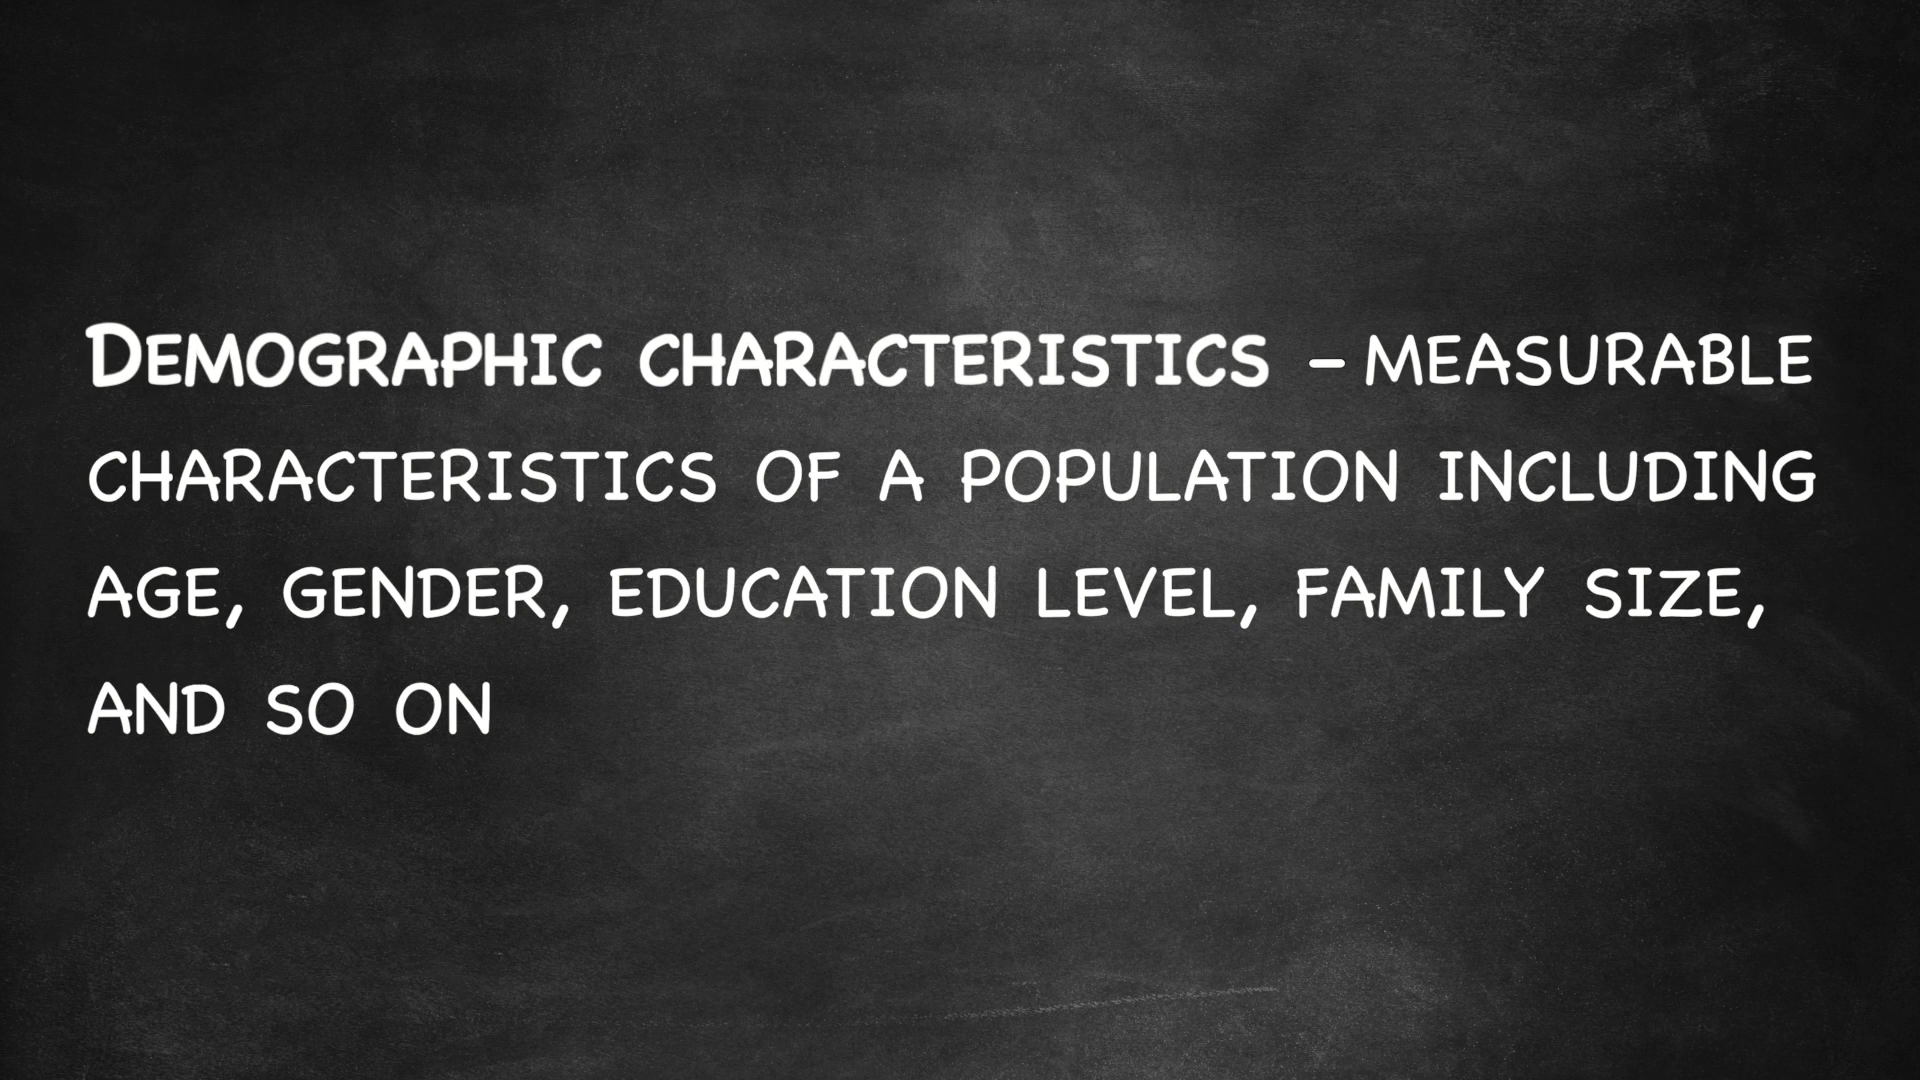 Demographic characteristics – measurable
characteristics of a population including
age, gender, education level, family size,
and so on